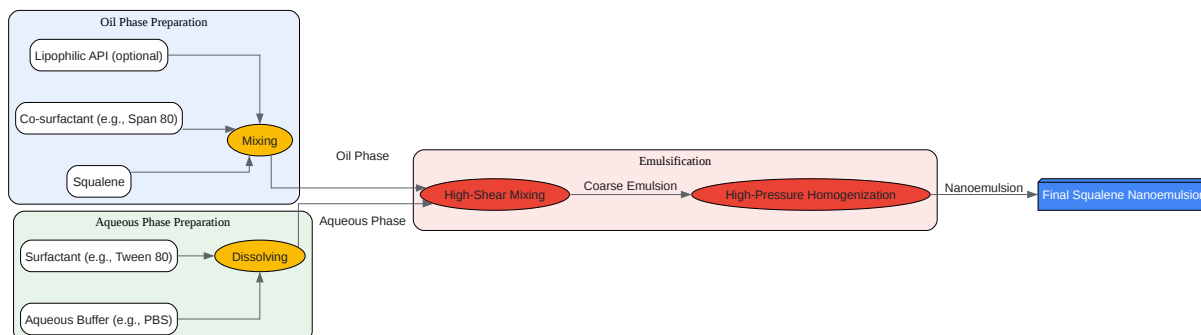 Oil Phase Preparation
Lipophilic API (optional)
Co-surfactant (e.g., Span 80)
Mixing
Squalene
Oil Phase
Aqueous Phase Preparation
Surfactant (e.g., Tween 80)
Dissolving
Aqueous Buffer (e.g., PBS)
Aqueous Phase
Emulsification
High-Shear Mixing
Coarse Emulsion
High-Pressure Homogenization
Nanoemulsion
Final Squalene Nanoemulsion